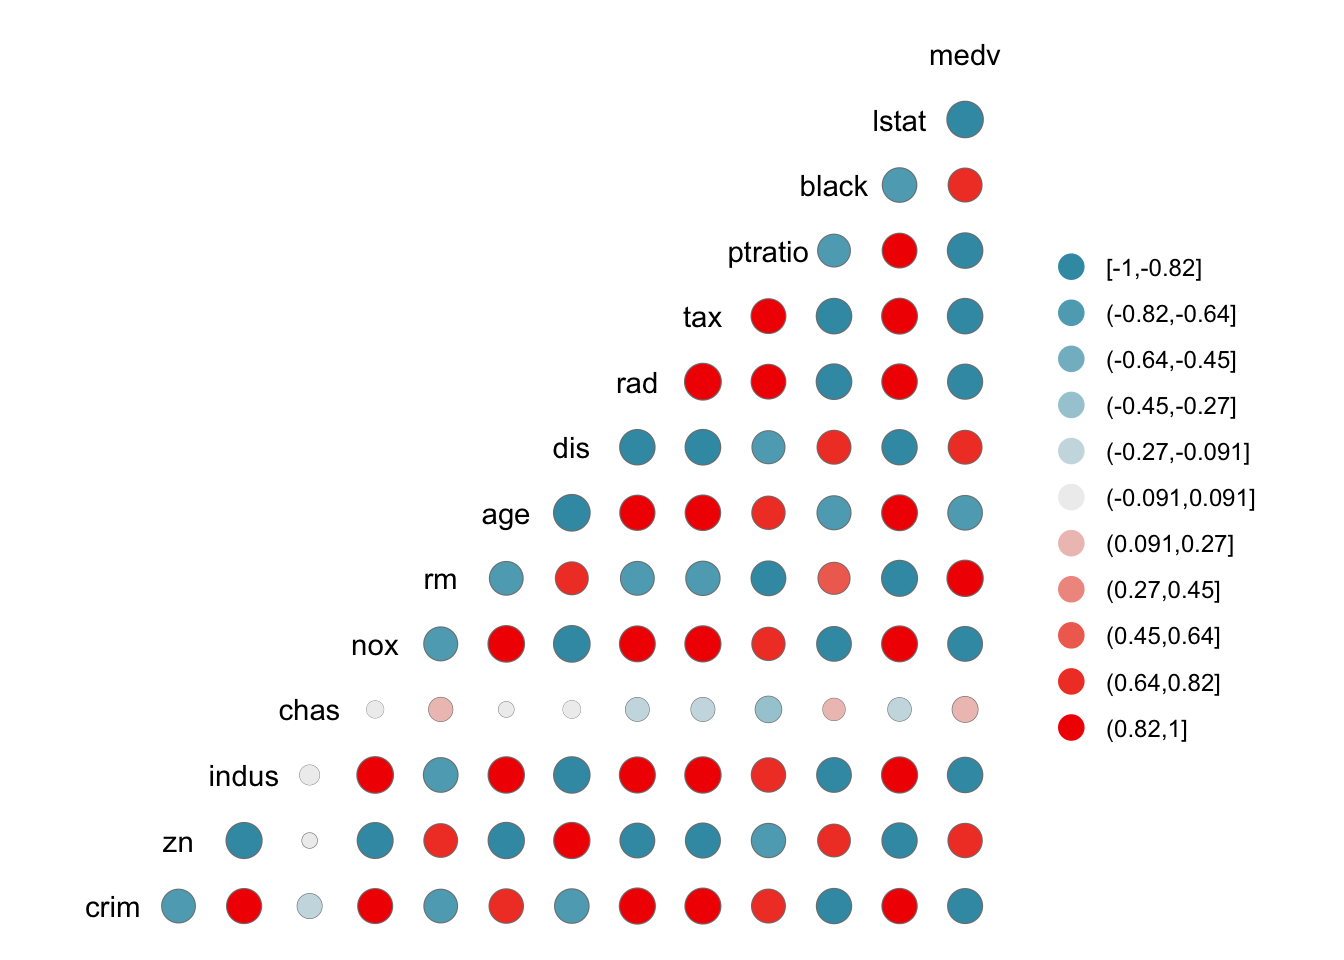 medv
lstat
black
ptratio
tax
rad
dis
age
rm
nox
chas
indus
zn
crim
[-1,-0.82]
(-0.82,-0.64]
(-0.64,-0.45]
(-0.45,-0.27]
(-0.27,-0.091]
(-0.091,0.091]
(0.091,0.27]
(0.27,0.45]
(0.45,0.64]
(0.64,0.82]
(0.82,1]